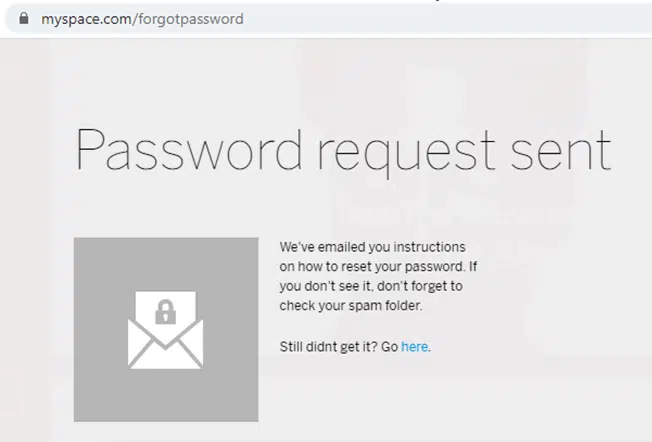 myspace.com/forgotpassword
Password request sent
We've emailed you instructions
on how to reset your password. If
you don't see it, don't forget to
check your spam folder.
Still didnt get it? Go here.